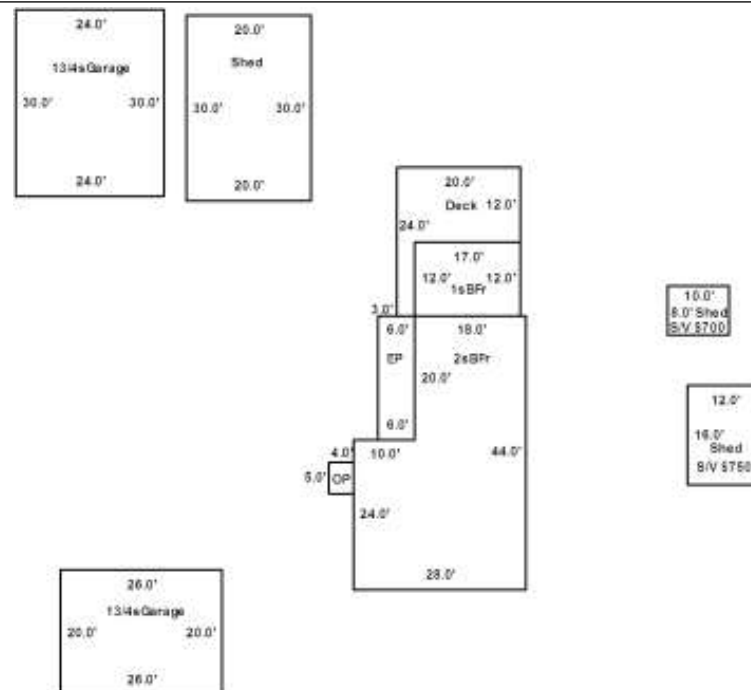 24.0'
13/4sGarage
30.0' 30.0'
24.0'
20.0'
Shed
30.0' 30.0'
20.0'
20.0'
Deck 12.0'
24.0'
17.0'
12.0' 12.0'
1sBFr
3.0'
6.0' 18.0'
EP 2sBFr
20.0'
6.0'
4.0' 10.0' 44.0'
5.0' OP
24.0'
28.0'
10.0'
8.0' Shed
S/V $700
12.0'
16.0'
Shed
S/V $750
26.0'
13/4sGarage
20.0' 20.0'
26.0'